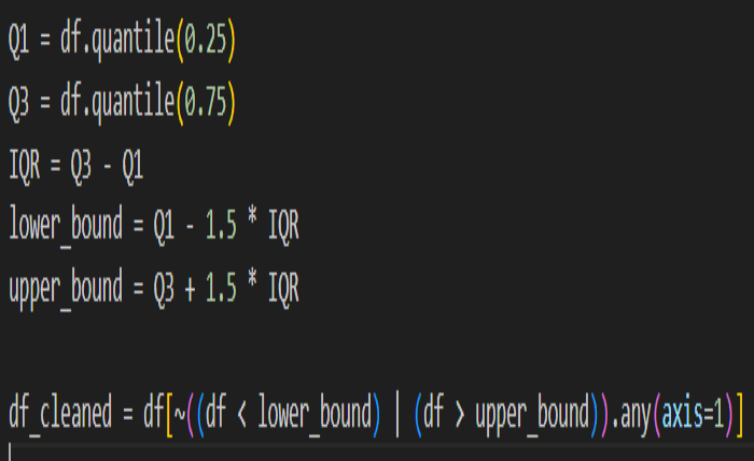 Q1 = df.quantile(0.25)
Q3 = df.quantile(0.75)
IQR = Q3 - Q1
lower_bound = Q1 - 1.5 * IQR
upper_bound = Q3 + 1.5 * IQR
df_cleaned = df[~((df < lower_bound) | (df > upper_bound)).any(axis=1)]